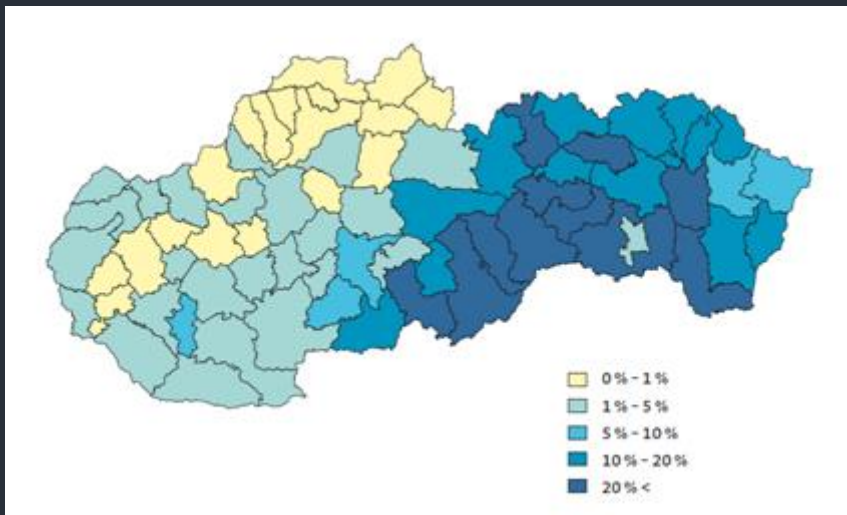 0 % – 1 %
1 % – 5 %
5 % – 10 %
10 % – 20 %
20 % <